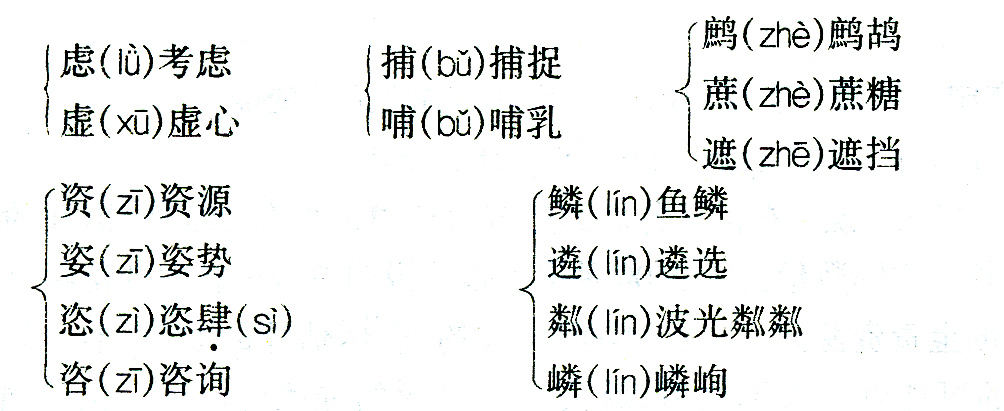 虑(lǜ)考虑
虚(xū)虚心
捕(bǔ)捕捉
哺(bǔ)哺乳
鹧(zhè)鹧鸪
蔗(zhè)蔗糖
遮(zhē)遮挡
资(zī)资源
姿(zī)姿势
恣(zì)恣肆(sì)
咨(zī)咨询
鳞(lín)鱼鳞
遴(lín)遴选
粼(lín)波光粼粼
嶙(lín)嶙峋